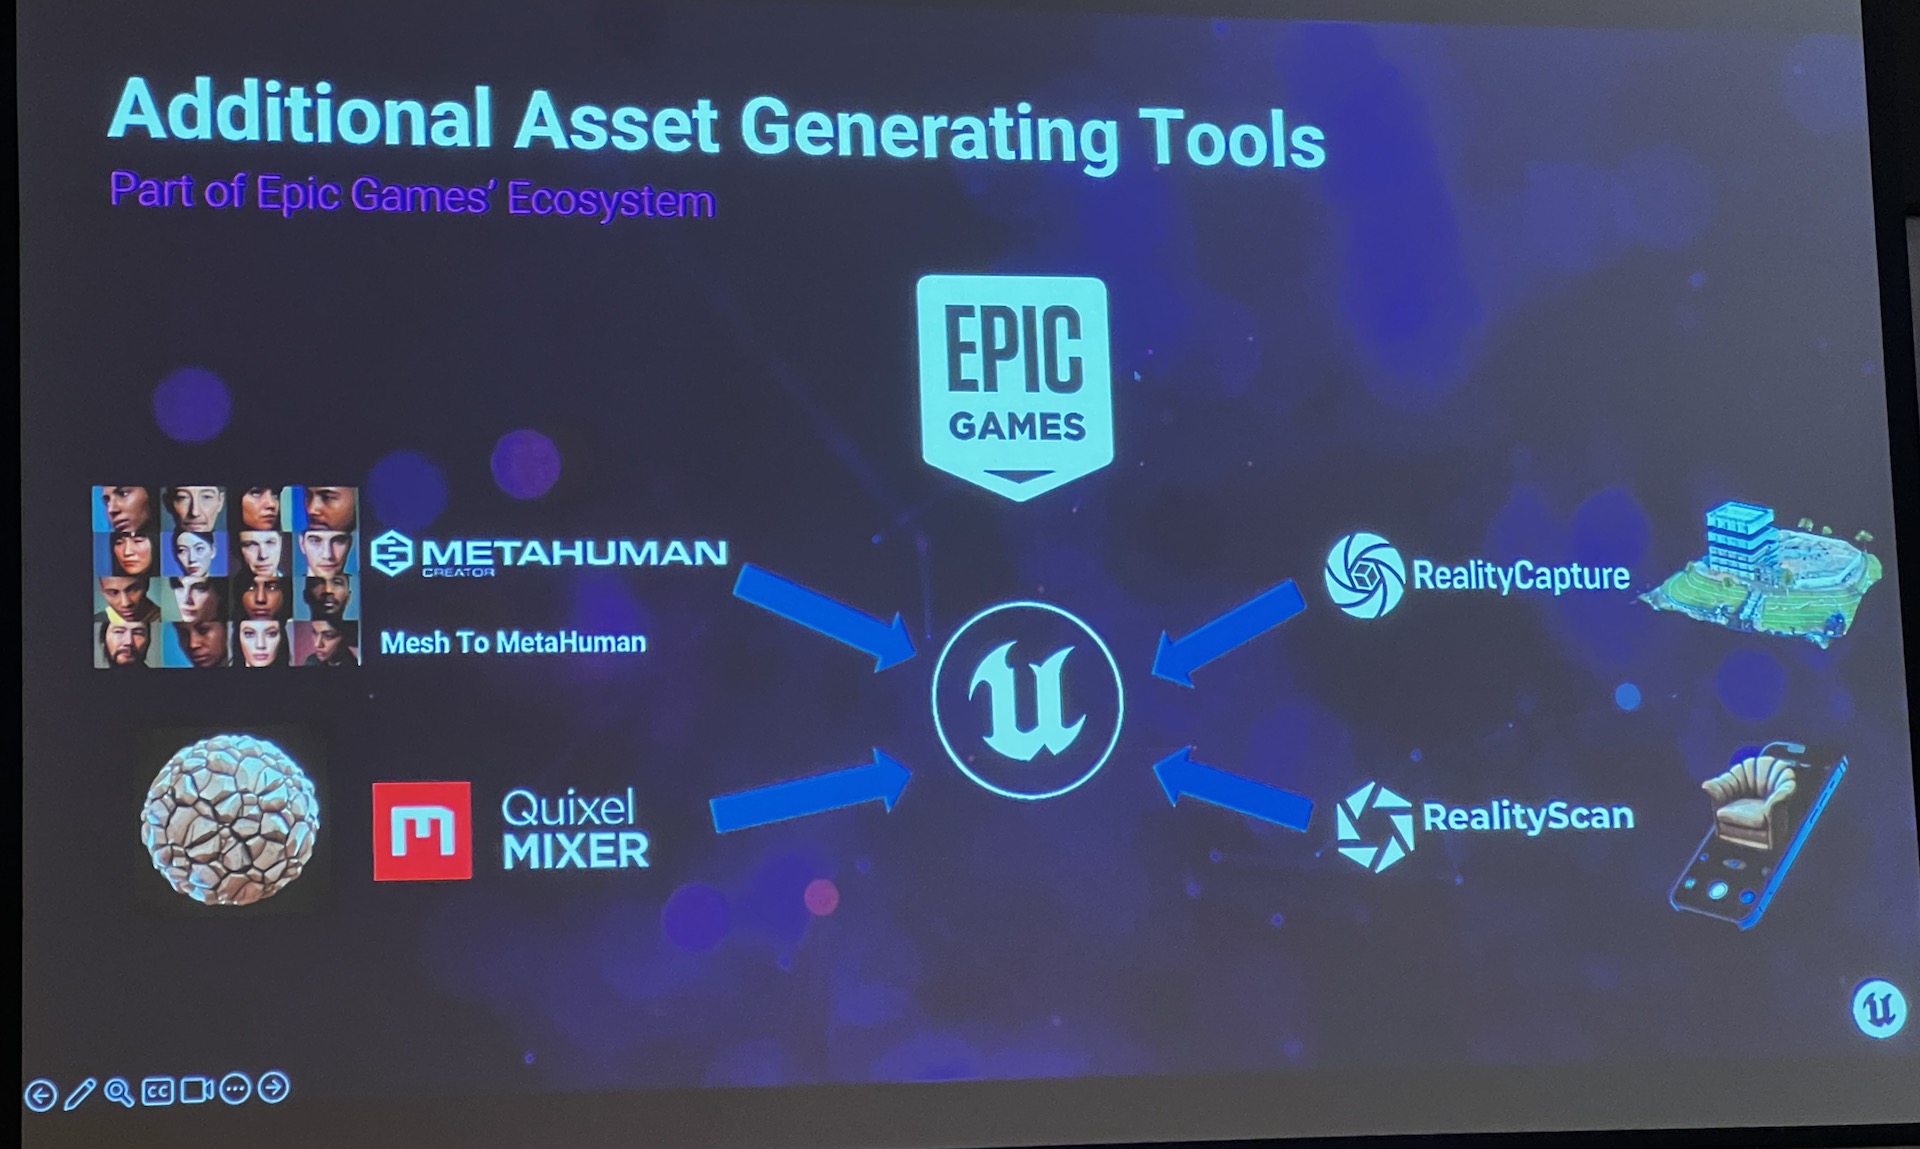 Additional Asset Generating Tools
Part of Epic Games’ Ecosystem
EPIC
GAMES
METAHUMAN
CREATOR
Mesh To MetaHuman
RealityCapture
Quixel
MIXER
RealityScan
CC